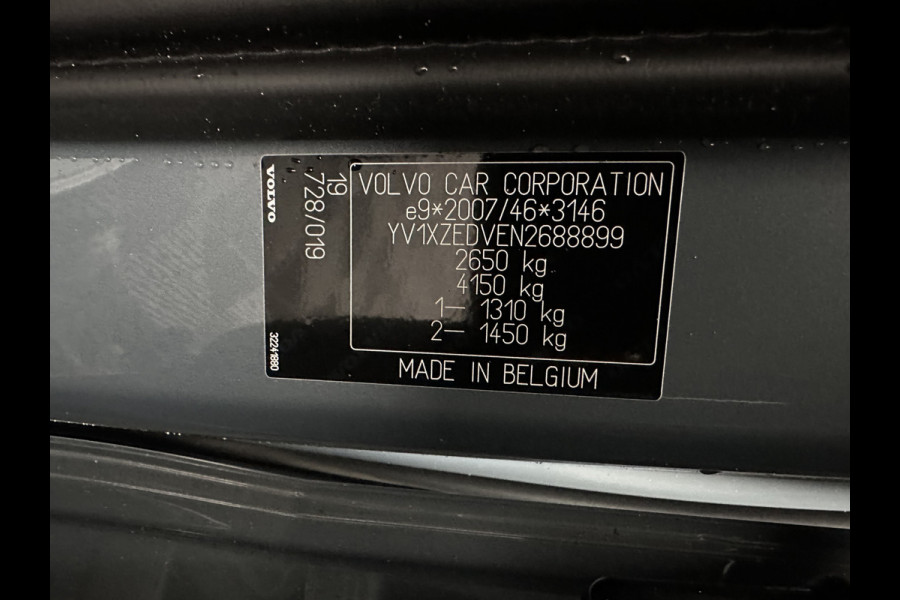 VOLVO
19
728/019
32241880
VOLVO CAR CORPORATION
e9*2007/46*3146
YV1XZEDVEN2688899
2650 kg
4150 kg
1– 1310 kg
2– 1450 kg
MADE IN BELGIUM